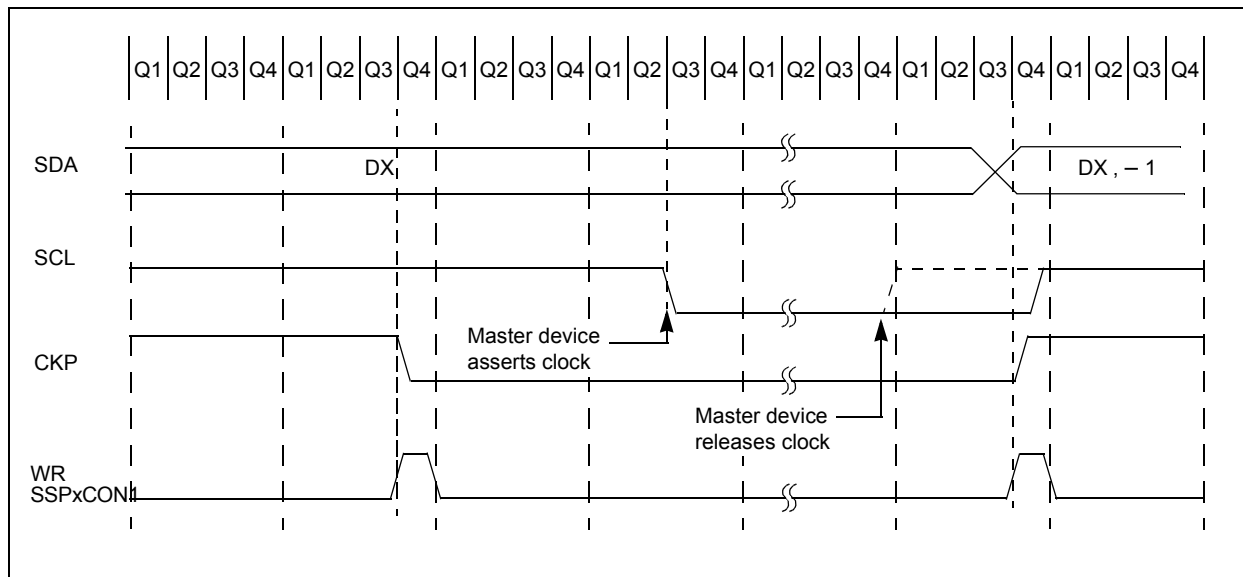 Q1 Q2 Q3 Q4 Q1 Q2 Q3 Q4 Q1 Q2 Q3 Q4 Q1 Q2 Q3 Q4 Q1 Q2 Q3 Q4 Q1 Q2 Q3 Q4 Q1 Q2 Q3 Q4
SDA
DX
DX , – 1
SCL
Master device
asserts clock
CKP
Master device
releases clock
WR
SSPxCON1